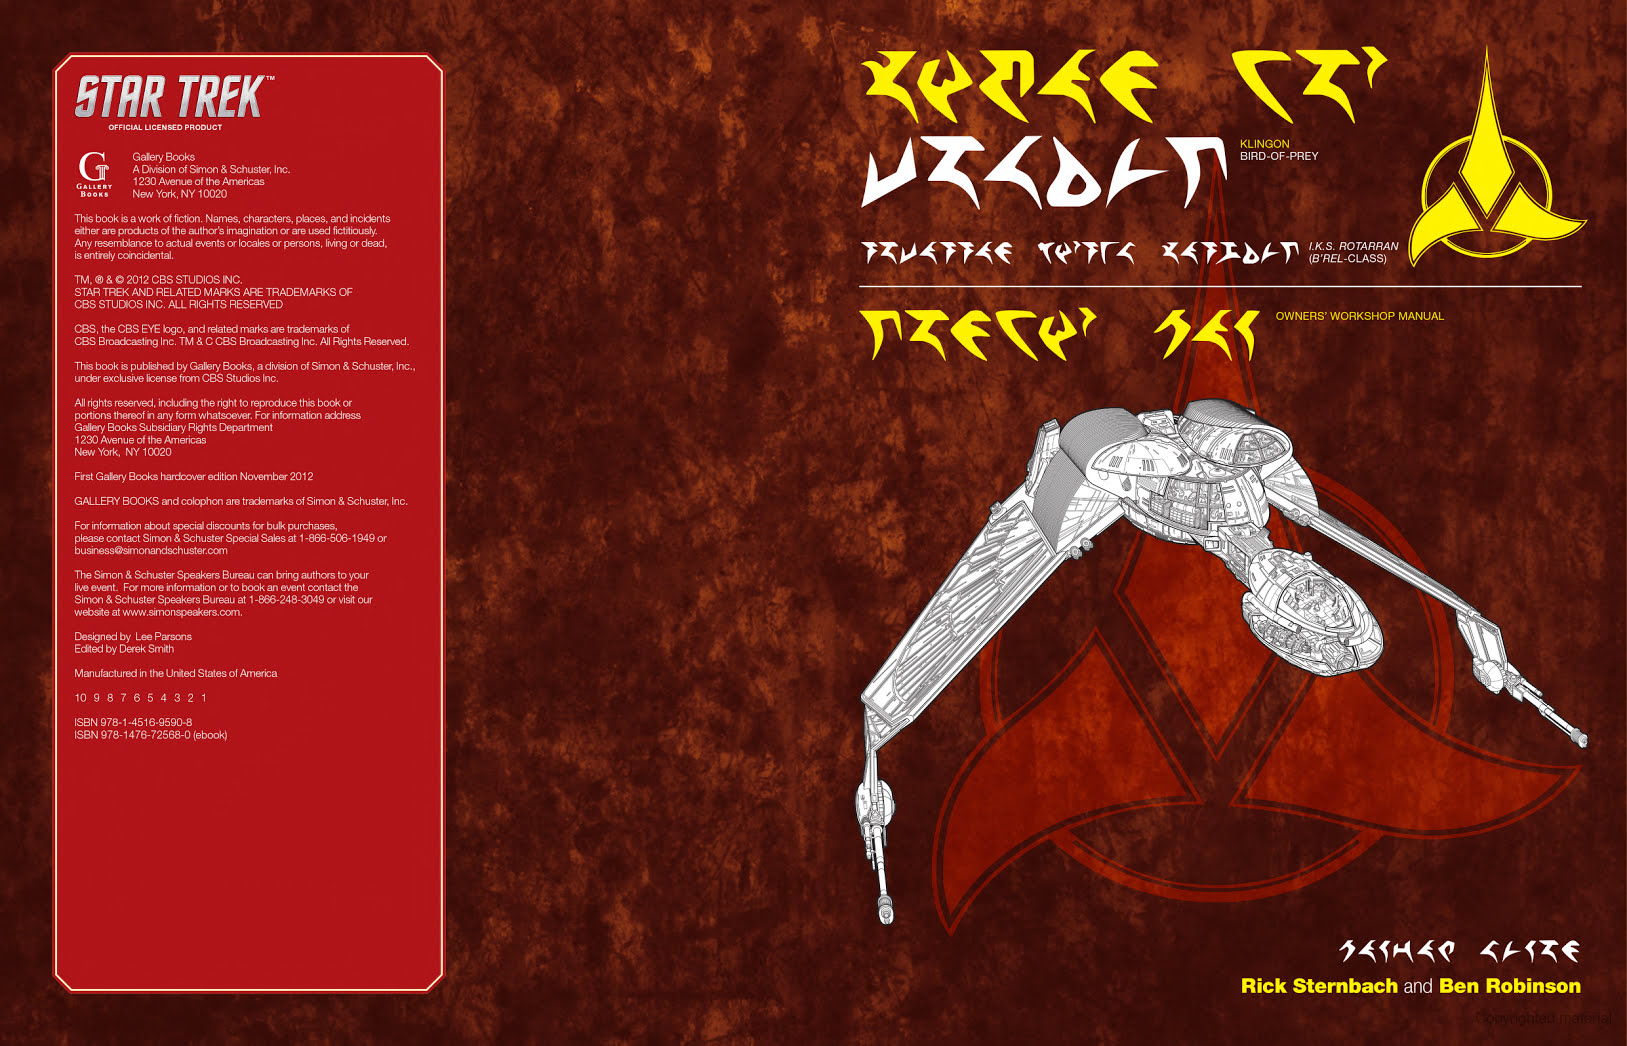 STAR TREK™
OFFICIAL LICENSED PRODUCT
G
GALLERY
BOOKS
Gallery Books
A Division of Simon & Schuster, Inc.
1230 Avenue of the Americas
New York, NY 10020
This book is a work of fiction. Names, characters, places, and incidents
either are products of the author's imagination or are used fictitiously.
Any resemblance to actual events or locales or persons, living or dead,
is entirely coincidental.
TM, ® & © 2012 CBS STUDIOS INC.
STAR TREK AND RELATED MARKS ARE TRADEMARKS OF
CBS STUDIOS INC. ALL RIGHTS RESERVED
CBS, the CBS EYE logo, and related marks are trademarks of
CBS Broadcasting Inc. TM & C CBS Broadcasting Inc. All Rights Reserved.
This book is published by Gallery Books, a division of Simon & Schuster, Inc.,
under exclusive license from CBS Studios Inc.
All rights reserved, including the right to reproduce this book or
portions thereof in any form whatsoever. For information address
Gallery Books Subsidiary Rights Department
1230 Avenue of the Americas
New York,  NY 10020
First Gallery Books hardcover edition November 2012
GALLERY BOOKS and colophon are trademarks of Simon & Schuster, Inc.
For information about special discounts for bulk purchases,
please contact Simon & Schuster Special Sales at 1-866-506-1949 or
business@simonandschuster.com
The Simon & Schuster Speakers Bureau can bring authors to your
live event.  For more information or to book an event contact the
Simon & Schuster Speakers Bureau at 1-866-248-3049 or visit our
website at www.simonspeakers.com.
Designed by  Lee Parsons
Edited by Derek Smith
Manufactured in the United States of America
10  9  8  7  6  5  4  3  2  1
ISBN 978-1-4516-9590-8
ISBN 978-1476-72568-0 (ebook)
KLINGON
BIRD-OF-PREY
I.K.S. ROTARRAN
(B'REL-CLASS)
OWNERS' WORKSHOP MANUAL
Rick Sternbach and Ben Robinson
Copyrighted material